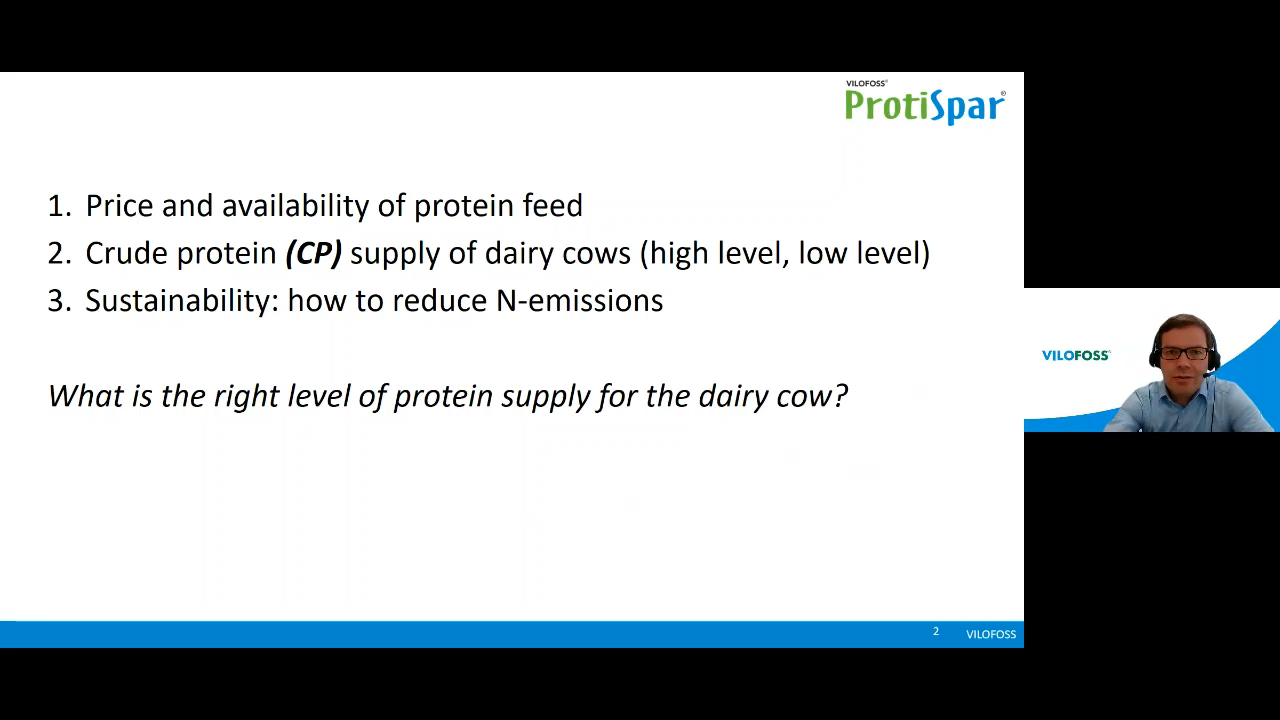 VILOFOSS®
ProtiSpar®
1. Price and availability of protein feed
2. Crude protein (CP) supply of dairy cows (high level, low level)
3. Sustainability: how to reduce N-emissions
What is the right level of protein supply for the dairy cow?
VILOFOSS®
2 VILOFOSS